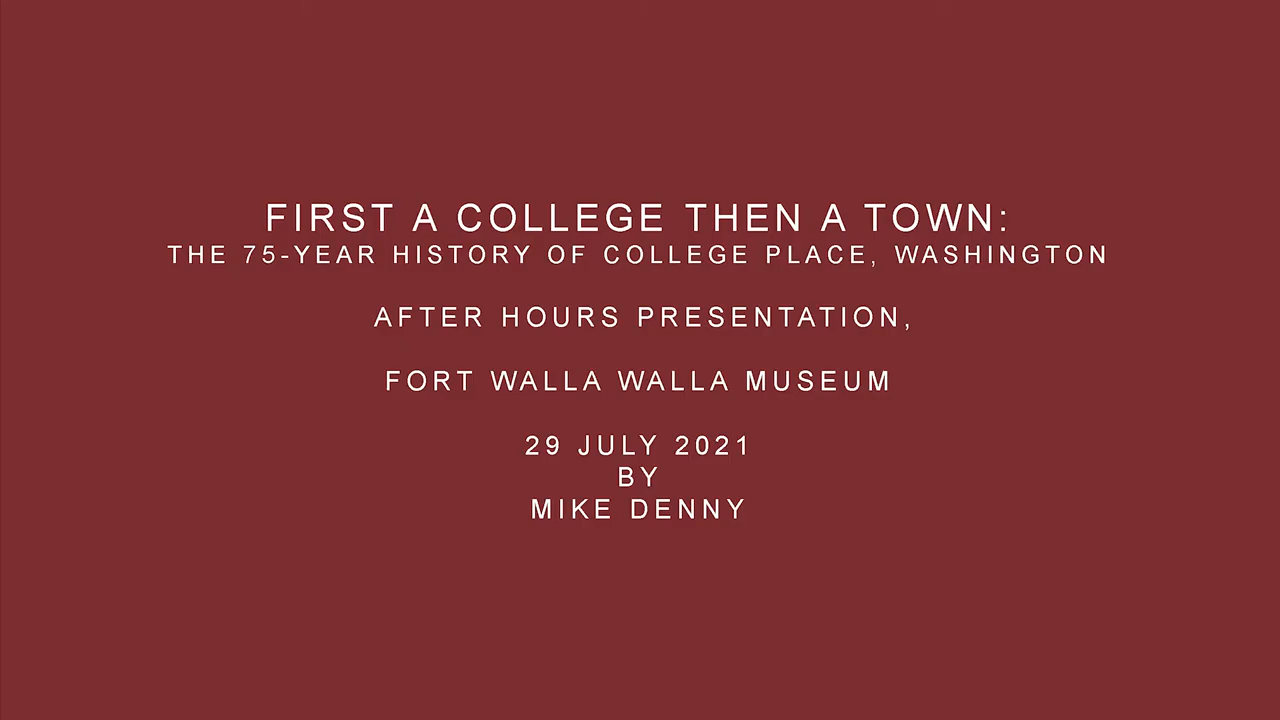 FIRST A COLLEGE THEN A TOWN:
THE 75-YEAR HISTORY OF COLLEGE PLACE, WASHINGTON
AFTER HOURS PRESENTATION,
FORT WALLA WALLA MUSEUM
29 JULY 2021
BY
MIKE DENNY